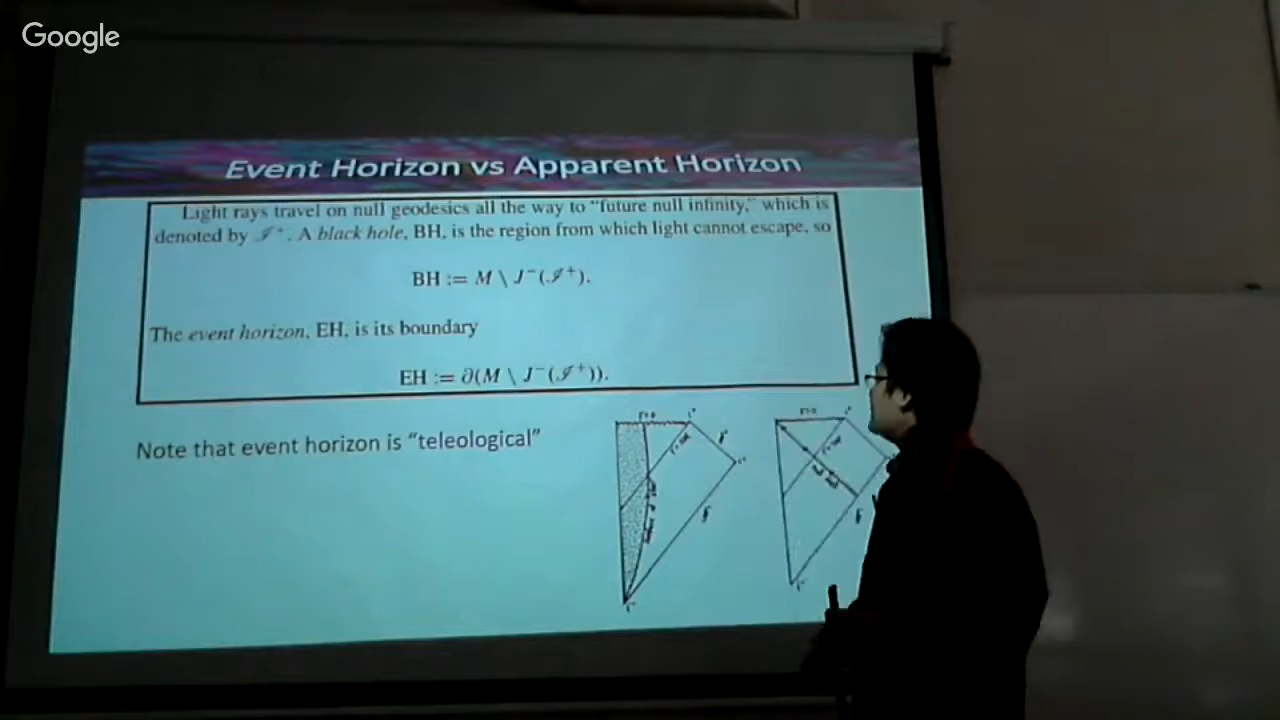 Google
Event Horizon vs Apparent Horizon
Light rays travel on null geodesics all the way to “future null infinity,” which is
denoted by ℐ⁺. A black hole, BH, is the region from which light cannot escape, so
BH := M \ J⁻(ℐ⁺).
The event horizon, EH, is its boundary
EH := ∂(M \ J⁻(ℐ⁺)).
Note that event horizon is “teleological”